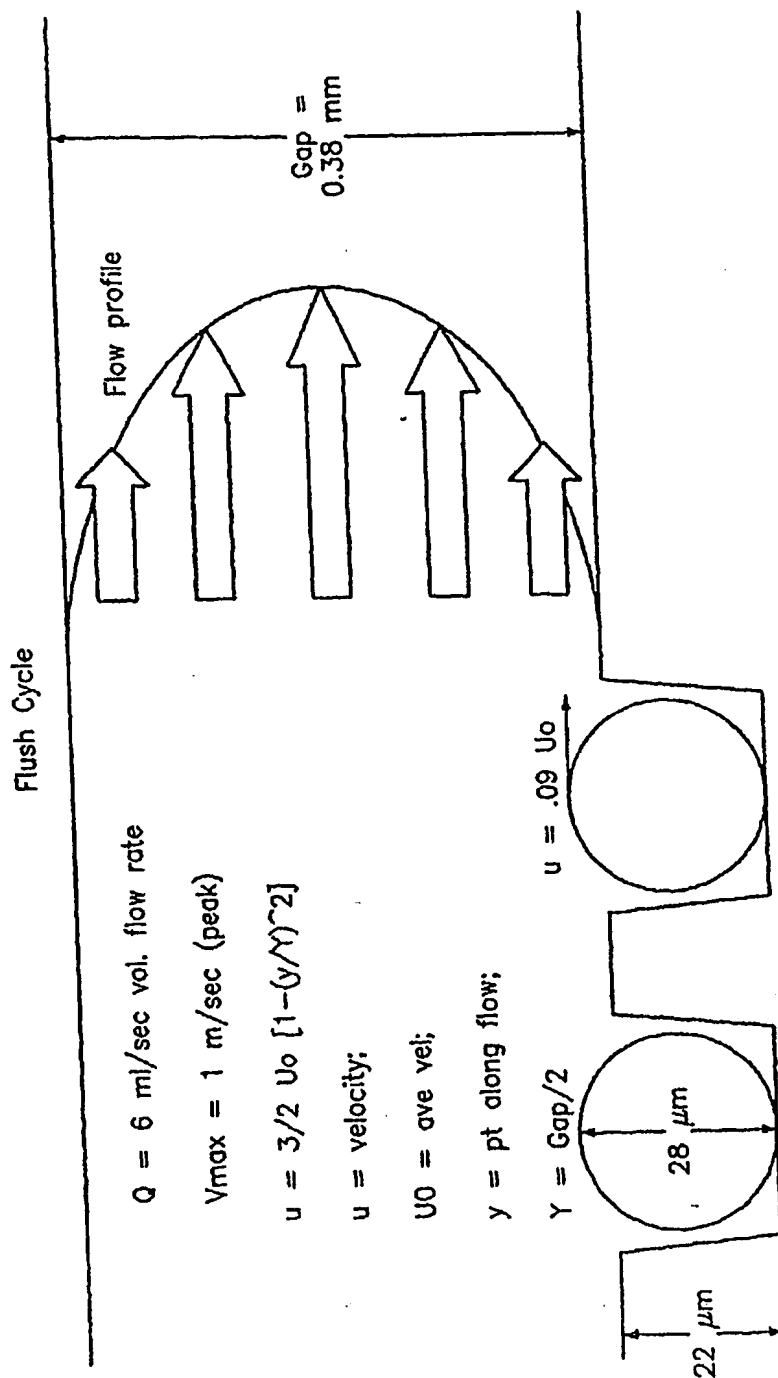 Flush Cycle
Q = 6 ml/sec vol. flow rate
Vmax = 1 m/sec (peak)
u = 3/2 Uo [1-(y/Y)^2]
u = velocity;
U0 = ave vel;
y = pt along flow;
Y = Gap/2
Flow profile
Gap =
0.38 mm
u = .09 Uo
28 μm
22 μm